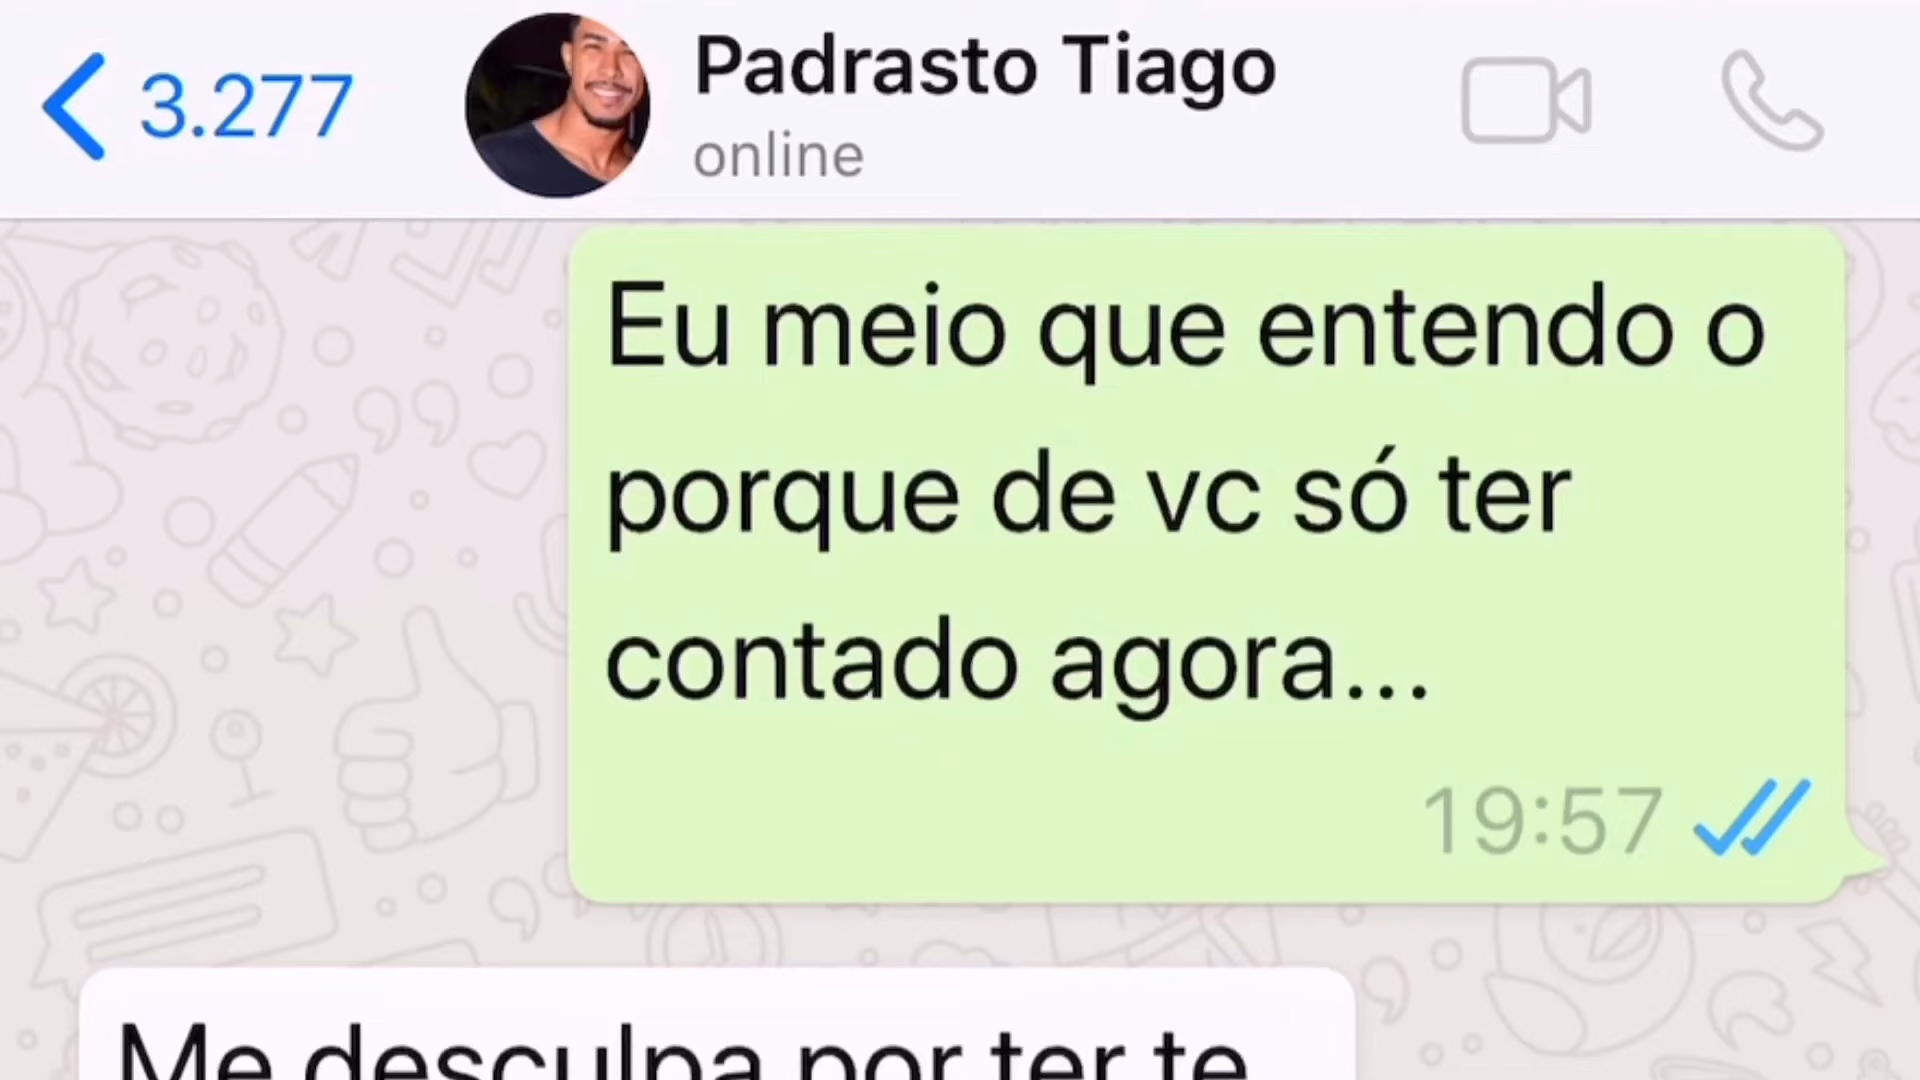 3.277
Padrasto Tiago
online
Eu meio que entendo o
porque de vc só ter
contado agora...
19:57
Me desculpa por ter te